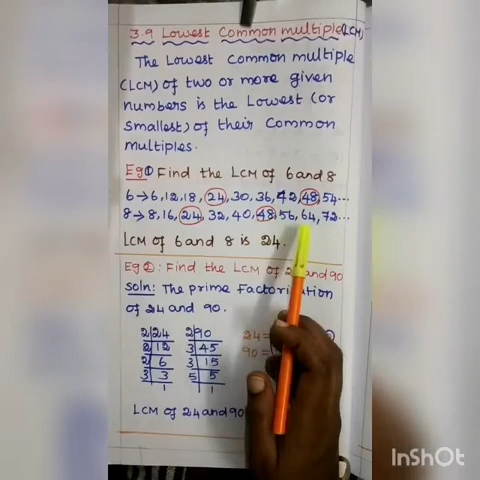 3.9 Lowest Common multiple (LCM)
The Lowest common multiple
(LCM) of two or more given
numbers is the Lowest (or
smallest) of their Common
multiples.
Eg① Find the LCM of 6 and 8
6→6,12,18,24,30,36,42,48,54...
8→8,16,24,32,40,48,56,64,72...
LCM of 6 and 8 is 24.
Eg②: Find the LCM of 2 and 90
Soln: The prime Factori ation
of 24 and 90.
2 24 2 90
2 12 3 45
2 6 3 15
3 3 5 5
1 1
24=
90=
LCM of 24 and 90
InShOt